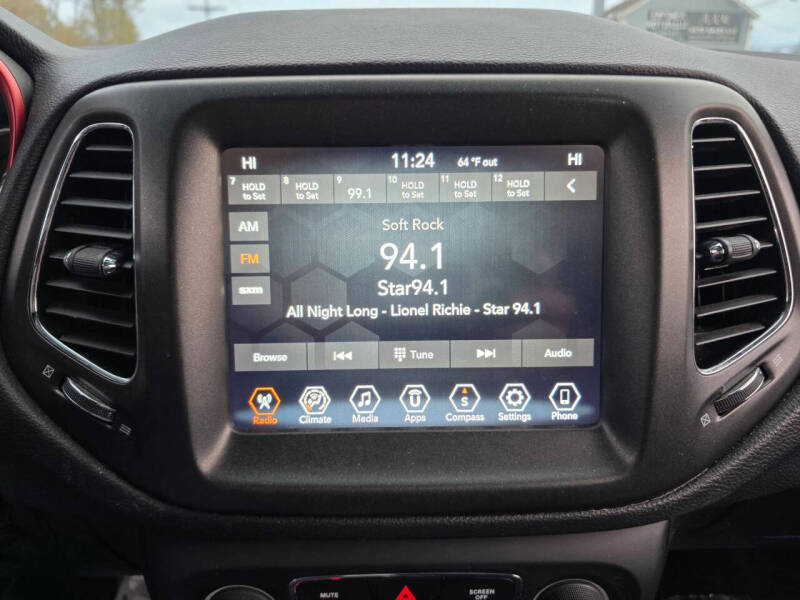 HI 11:24 64 °F out HI
7 HOLD to Set 8 HOLD to Set 9 99.1 10 HOLD to Set 11 HOLD to Set 12 HOLD to Set <
AM
Soft Rock
FM
94.1
sxm
Star94.1
All Night Long - Lionel Richie - Star 94.1
Browse Tune Audio
Radio Climate Media Apps Compass Settings Phone
S
MUTE SCREEN OFF